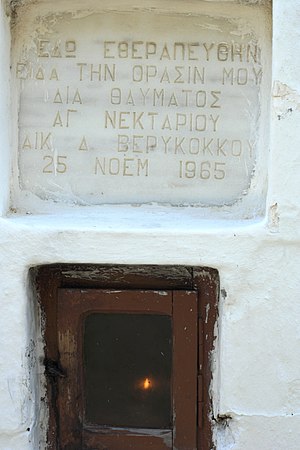 ΕΔΩ ΕΘΕΡΑΠΕΥΘΗΝ
ΕΙΔΑ ΤΗΝ ΟΡΑΣΙΝ ΜΟΥ
ΔΙΑ ΘΑΥΜΑΤΟΣ
ΑΓ ΝΕΚΤΑΡΙΟΥ
ΑΙΚ Δ ΒΕΡΥΚΟΚΚΟΥ
25 ΝΟΕΜ 1965